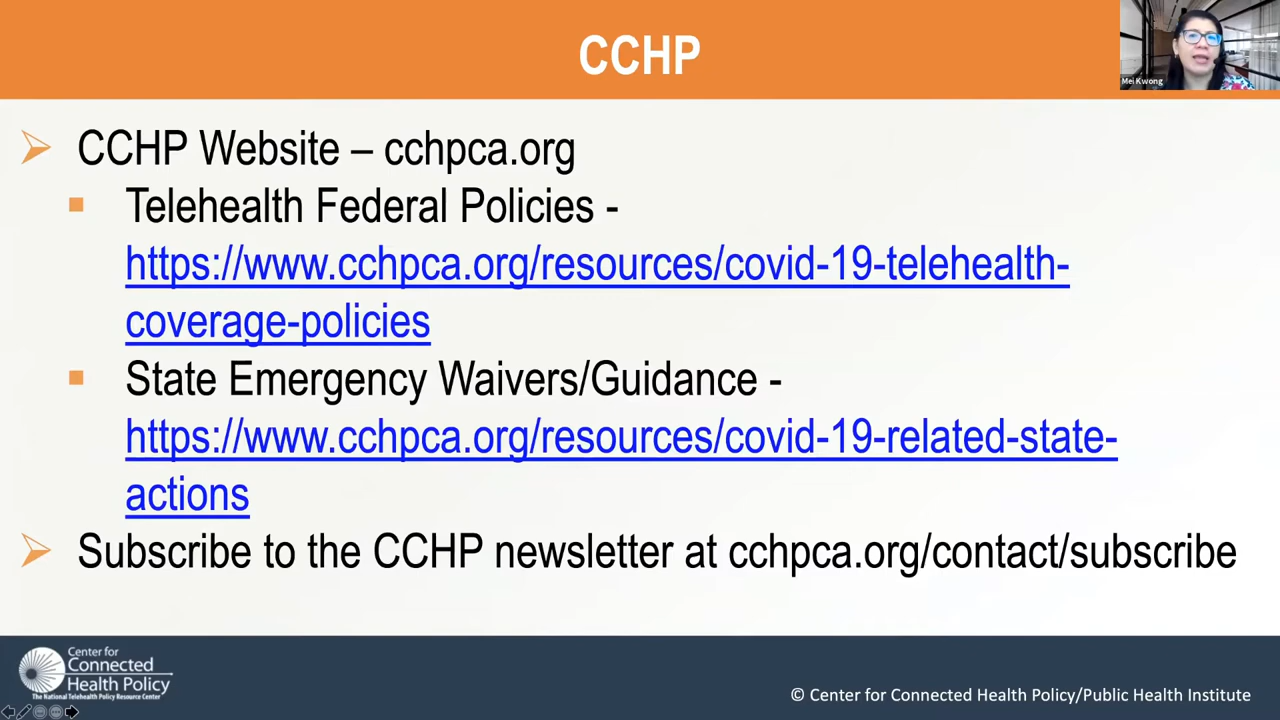 CCHP
Mei Kwong
CCHP Website – cchpca.org
Telehealth Federal Policies -
https://www.cchpca.org/resources/covid-19-telehealth-
coverage-policies
State Emergency Waivers/Guidance -
https://www.cchpca.org/resources/covid-19-related-state-
actions
Subscribe to the CCHP newsletter at cchpca.org/contact/subscribe
Center for
Connected
Health Policy
The National Telehealth Policy Resource Center
© Center for Connected Health Policy/Public Health Institute